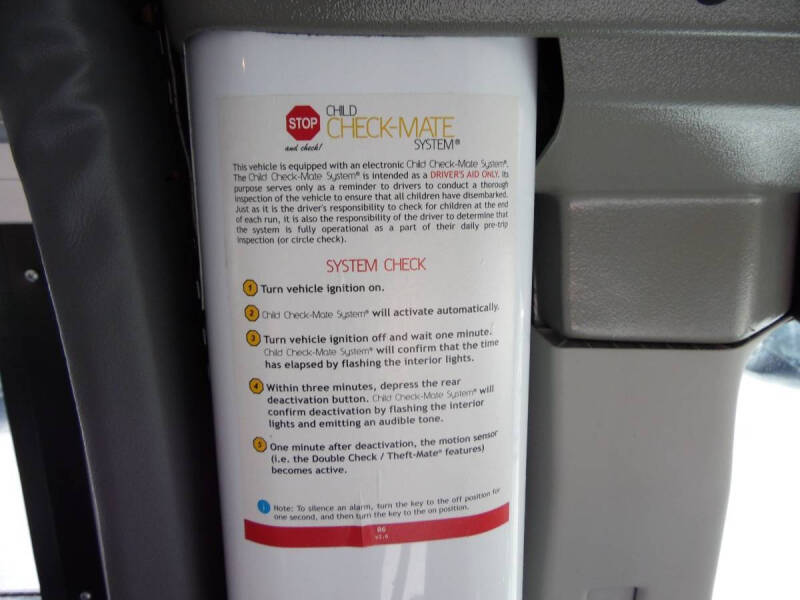 STOP
and check!
CHILD
CHECK-MATE
SYSTEM®
This vehicle is equipped with an electronic Child Check-Mate System®.
The Child Check-Mate System® is intended as a DRIVER'S AID ONLY. Its
purpose serves only as a reminder to drivers to conduct a thorough
inspection of the vehicle to ensure that all children have disembarked.
Just as it is the driver's responsibility to check for children at the end
of each run, it is also the responsibility of the driver to determine that
the system is fully operational as a part of their daily pre-trip
inspection (or circle check).
SYSTEM CHECK
1 Turn vehicle ignition on.
2 Child Check-Mate System® will activate automatically.
3 Turn vehicle ignition off and wait one minute.
Child Check-Mate System® will confirm that the time
has elapsed by flashing the interior lights.
4 Within three minutes, depress the rear
deactivation button. Child Check-Mate System® will
confirm deactivation by flashing the interior
lights and emitting an audible tone.
5 One minute after deactivation, the motion sensor
(i.e. the Double Check / Theft-Mate® features)
becomes active.
i Note: To silence an alarm, turn the key to the off position for
one second, and then turn the key to the on position.